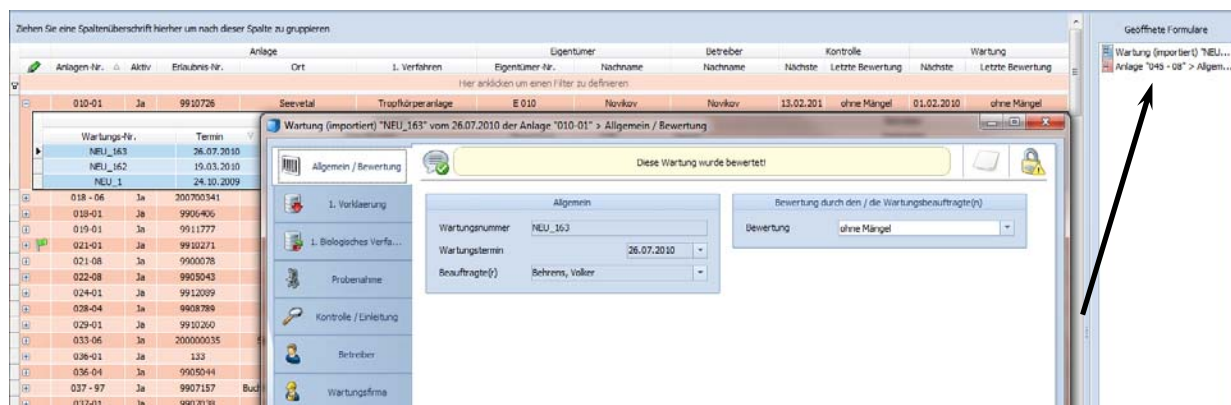 Ziehen Sie eine Spaltenüberschrift hierher um nach dieser Spalte zu gruppieren
Geöffnete Formulare
Wartung (importiert) "NEU...
Anlage "045 - 08" > Algem...
Anlage Eigentümer Betreiber Kontrolle Wartung
Anlagen-Nr. Aktiv Erlaubnis-Nr. Ort 1. Verfahren Eigentümer-Nr. Nachname Nachname Nächste Letzte Bewertung Nächste Letzte Bewertung
Hier anklicken um einen Filter zu definieren
010-01 Ja 9910726 Seevetal Tropfkörperanlage E 010 Novikov Novikov 13.02.201 ohne Mängel 01.02.2010 ohne Mängel
Wartungs-Nr. Termin
NEU_163 26.07.2010
NEU_162 19.03.2010
NEU_1 24.10.2009
018 - 06 Ja 200700341
018-01 Ja 9906406
019-01 Ja 9911777
021-01 Ja 9910271
021-08 Ja 9900078
022-08 Ja 9905043
024-01 Ja 9912089
028-04 Ja 9908789
029-01 Ja 9910260
033-06 Ja 200000035
036-01 Ja 133
036-04 Ja 9905044
037 - 97 Ja 9907157 Buch
037-01 Ja 9907038
Wartung (importiert) "NEU_163" vom 26.07.2010 der Anlage "010-01" > Allgemein / Bewertung
Allgemein / Bewertung
1. Vorklaerung
1. Biologisches Verfa...
Probenahme
Kontrolle / Einleitung
Betreiber
Wartungsfirma
Diese Wartung wurde bewertet!
Allgemein
Wartungsnummer NEU_163
Wartungstermin 26.07.2010
Beauftragte(r) Behrens, Volker
Bewertung durch den / die Wartungsbeauftragte(n)
Bewertung ohne Mängel